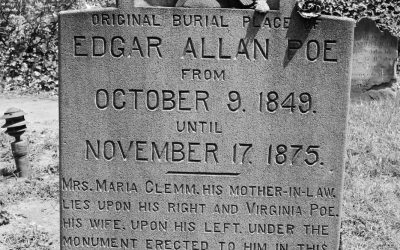 ORIGINAL BURIAL PLACE OF
EDGAR ALLAN POE
FROM
OCTOBER 9. 1849.
UNTIL
NOVEMBER 17. 1875.
MRS. MARIA CLEMM, HIS MOTHER-IN-LAW
LIES UPON HIS RIGHT AND VIRGINIA POE,
HIS WIFE, UPON HIS LEFT, UNDER THE
MONUMENT ERECTED TO HIM IN THIS